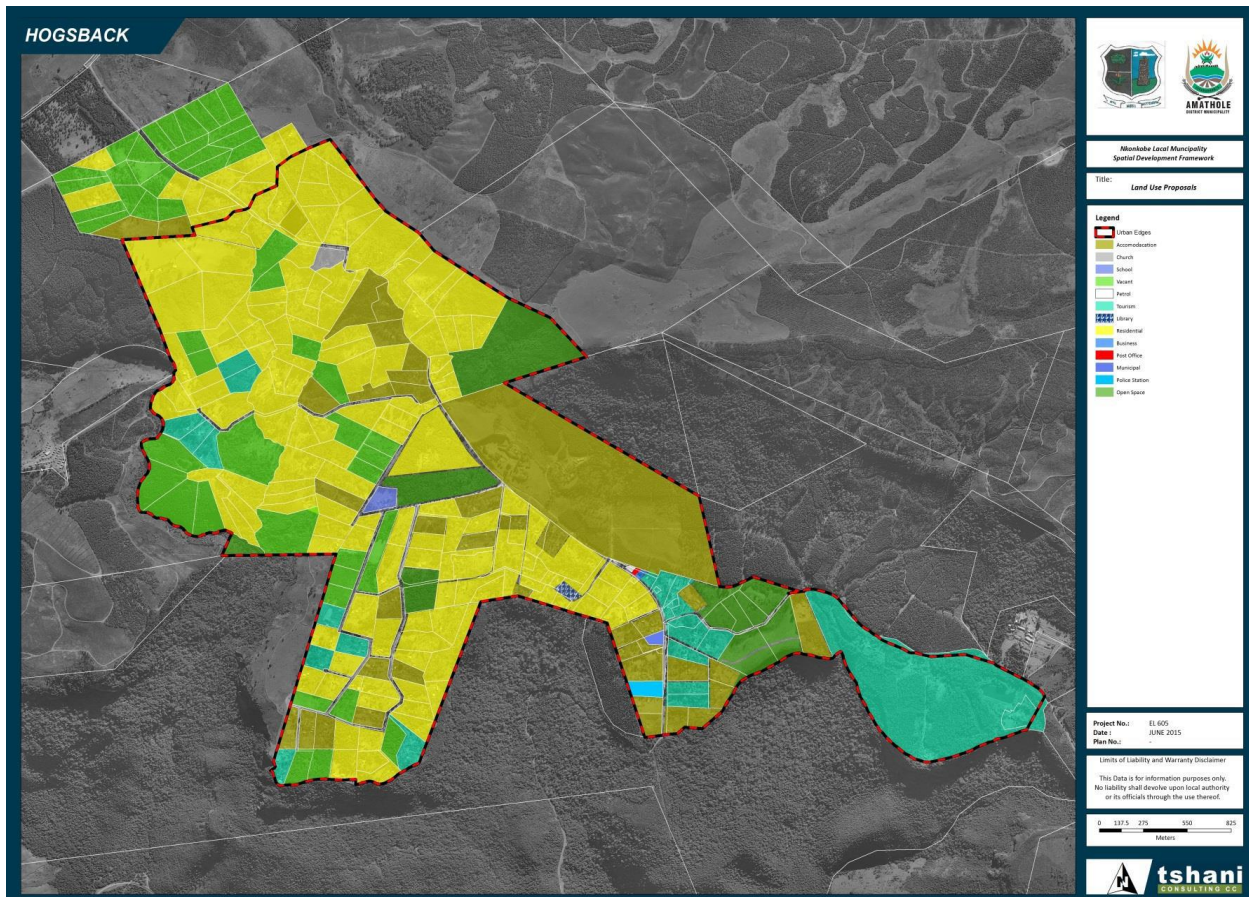 HOGSBACK
AMATHOLE
DISTRICT MUNICIPALITY
Nkonkobe Local Muncipality
Spatial Development Framework
Title:
Land Use Proposals
Legend
Urban Edges
Accomodacation
Church
School
Vacant
Petrol
Tourism
Library
Residential
Business
Post Office
Municipal
Police Station
Open Space
Project No.: EL 605
Date : JUNE 2015
Plan No.: -
Limits of Liability and Warranty Disclaimer
This Data is for information purposes only.
No liability shall devolve upon local authority
or its officials through the use thereof.
0 137.5 275 550 825
Meters
N
tshani
CONSULTING CC